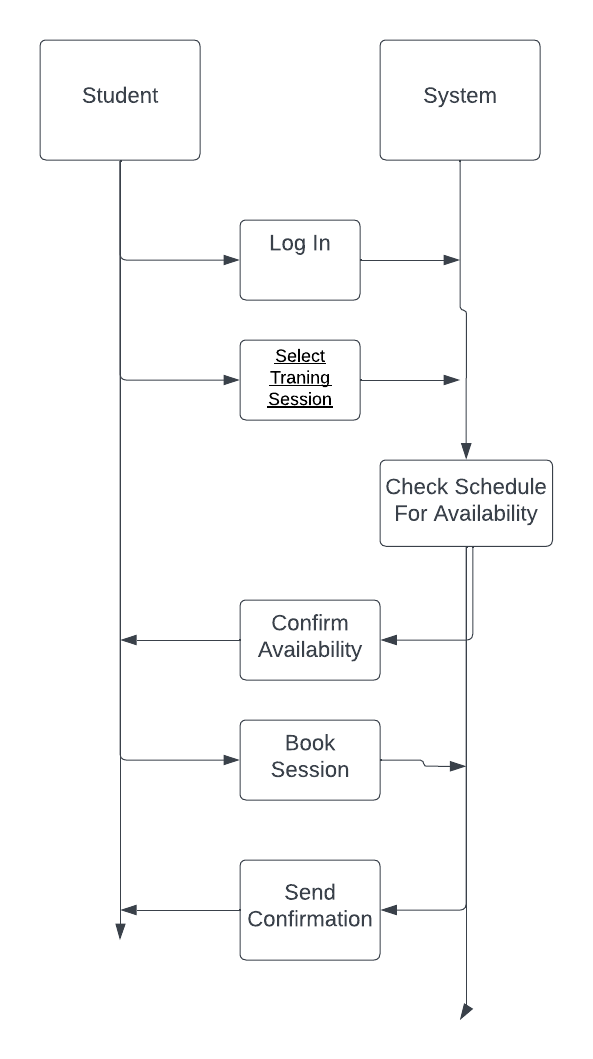 Student
System
Log In
Select
Traning
Session
Check Schedule
For Availability
Confirm
Availability
Book
Session
Send
Confirmation